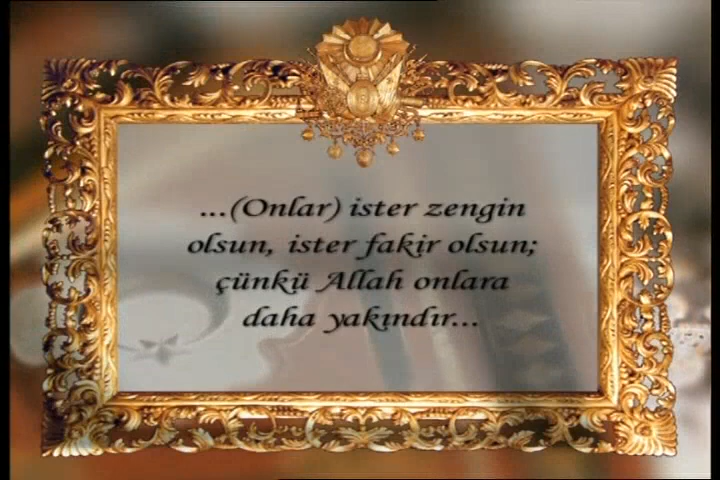 ...(Onlar) ister zengin
olsun, ister fakir olsun;
çünkü Allah onlara
daha yakındır...